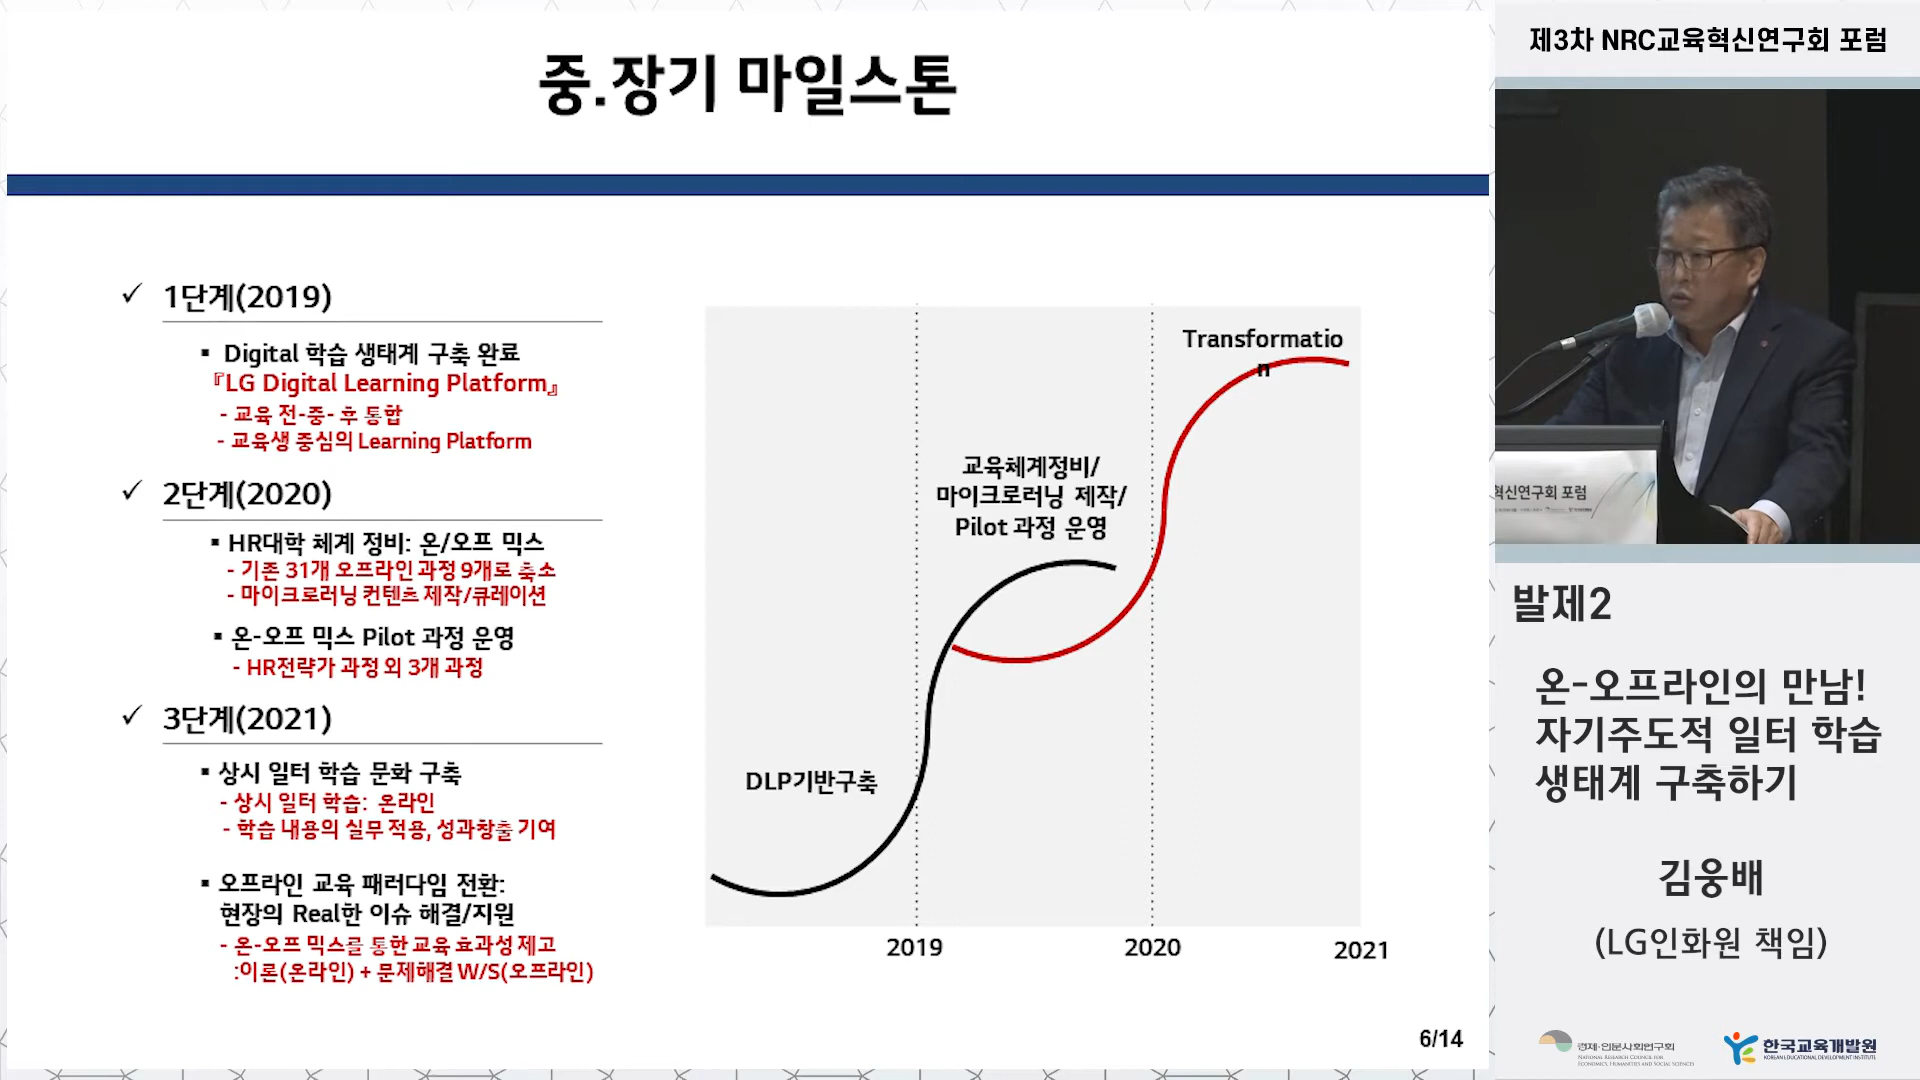 중.장기 마일스톤
✓ 1단계(2019)
▪ Digital 학습 생태계 구축 완료
『LG Digital Learning Platform』
- 교육 전-중- 후 통합
- 교육생 중심의 Learning Platform
✓ 2단계(2020)
▪ HR대학 체계 정비: 온/오프 믹스
- 기존 31개 오프라인 과정 9개로 축소
- 마이크로러닝 컨텐츠 제작/큐레이션
▪ 온-오프 믹스 Pilot 과정 운영
- HR전략가 과정 외 3개 과정
✓ 3단계(2021)
▪ 상시 일터 학습 문화 구축
- 상시 일터 학습: 온라인
- 학습 내용의 실무 적용, 성과창출 기여
▪ 오프라인 교육 패러다임 전환:
현장의 Real한 이슈 해결/지원
- 온-오프 믹스를 통한 교육 효과성 제고
:이론(온라인) + 문제해결 W/S(오프라인)
Transformatio
n
교육체계정비/
마이크로러닝 제작/
Pilot 과정 운영
DLP기반구축
2019
2020
2021
6/14
제3차 NRC교육혁신연구회 포럼
혁신연구회 포럼
발제2
온-오프라인의 만남!
자기주도적 일터 학습
생태계 구축하기
김웅배
(LG인화원 책임)
경제·인문사회연구회
NATIONAL RESEARCH COUNCIL FOR
ECONOMICS, HUMANITIES AND SOCIAL SCIENCES
한국교육개발원
KOREAN EDUCATIONAL DEVELOPMENT INSTITUTE